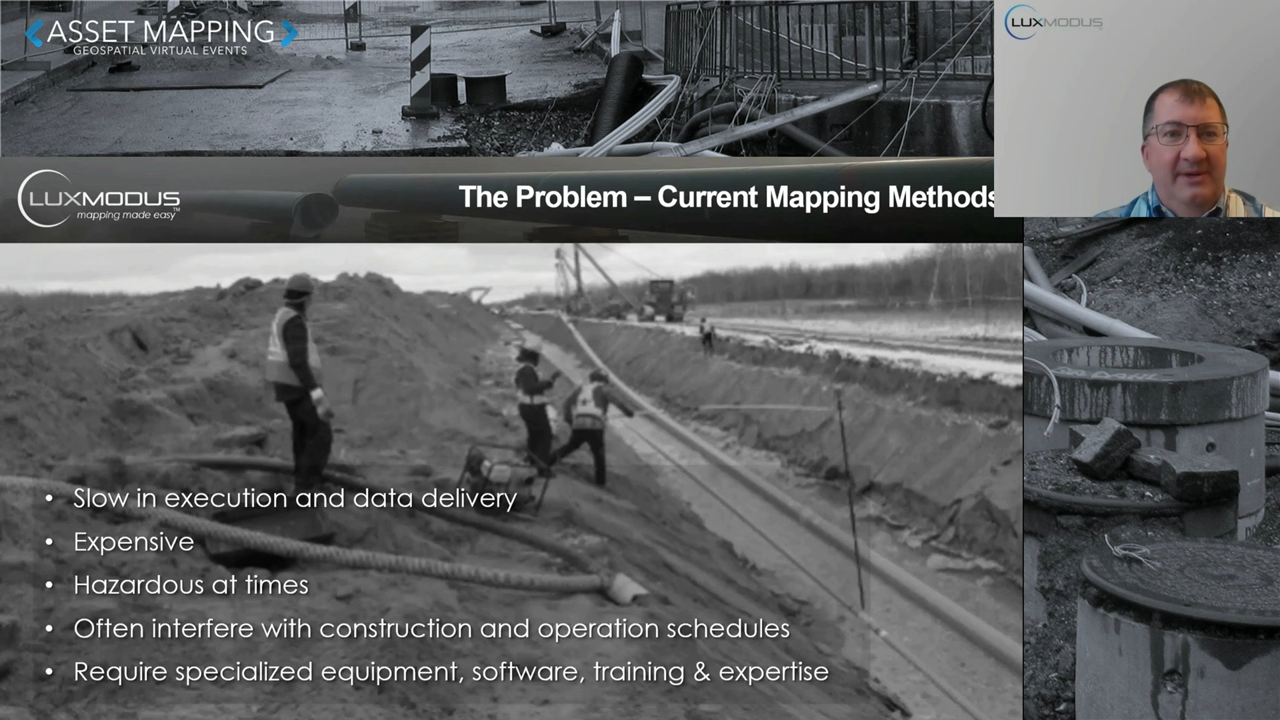 ASSET MAPPING
GEOSPATIAL VIRTUAL EVENTS
LUXMODUS
LUXMODUS™
mapping made easy
The Problem – Current Mapping Methods
• Slow in execution and data delivery
• Expensive
• Hazardous at times
• Often interfere with construction and operation schedules
• Require specialized equipment, software, training & expertise